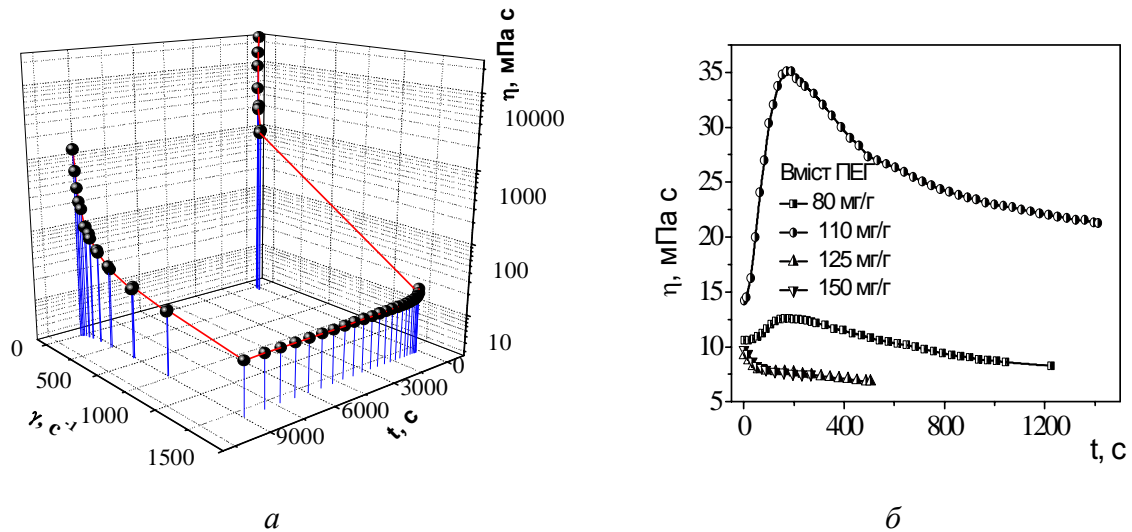 η, мПа с
10000
1000
100
10
0
500
1000
1500
γ, с⁻¹
9000
6000
3000
0
t, с
а
35
30
25
20
15
10
5
η, мПа с
Вміст ПЕГ
80 мг/г
110 мг/г
125 мг/г
150 мг/г
0
400
800
1200
t, с
б